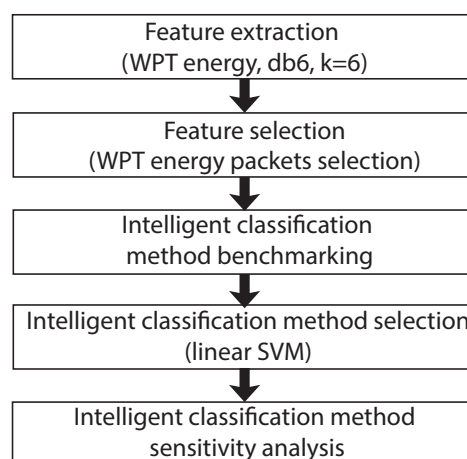 Feature extraction
(WPT energy, db6, k=6)
Feature selection
(WPT energy packets selection)
Intelligent classification
method benchmarking
Intelligent classification method selection
(linear SVM)
Intelligent classification method
sensitivity analysis